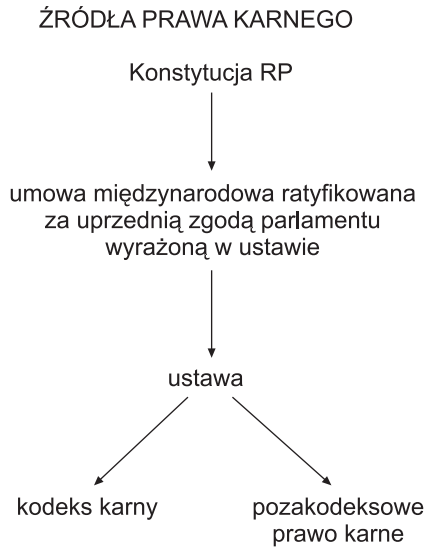 ŹRÓDŁA PRAWA KARNEGO
Konstytucja RP
umowa międzynarodowa ratyfikowana
za uprzednią zgodą parlamentu
wyrażoną w ustawie
ustawa
kodeks karny
pozakodeksowe
prawo karne